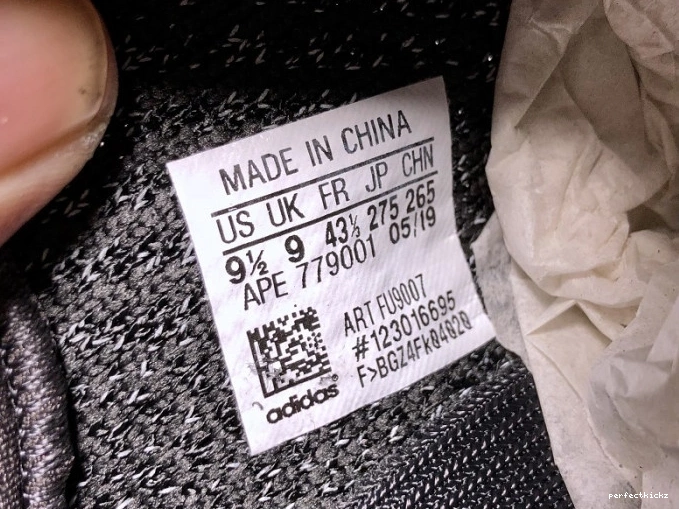 MADE IN CHINA
US UK FR JP CHN
9½ 9 43⅓ 275 265
APE 779001 05/19
ART FU9007
#123016695
F>BGZ4Fk0402Q
adidas
perfectkickz